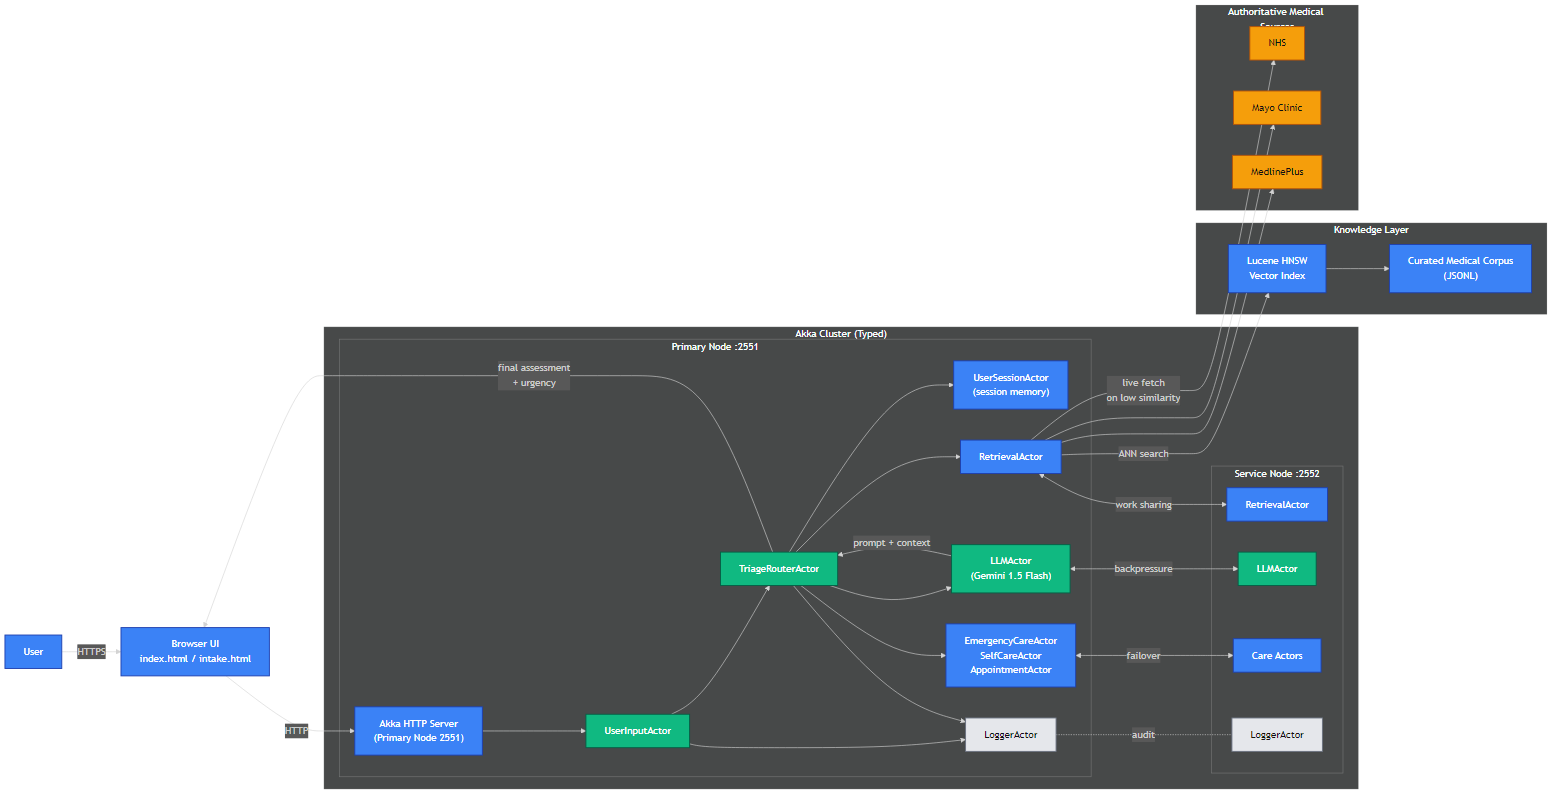 Authoritative Medical
Sources
NHS
Mayo Clinic
MedlinePlus
Knowledge Layer
Lucene HNSW
Vector Index
Curated Medical Corpus
(JSONL)
Akka Cluster (Typed)
Primary Node :2551
final assessment
+ urgency
UserSessionActor
(session memory)
live fetch
on low similarity
RetrievalActor
ANN search
Service Node :2552
work sharing
RetrievalActor
prompt + context
TriageRouterActor
LLMActor
(Gemini 1.5 Flash)
backpressure
LLMActor
User
HTTPS
Browser UI
index.html / intake.html
EmergencyCareActor
SelfCareActor
AppointmentActor
failover
Care Actors
HTTP
Akka HTTP Server
(Primary Node 2551)
UserInputActor
LoggerActor
audit
LoggerActor